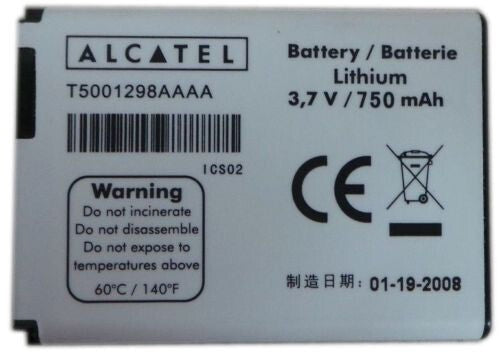 ALCATEL
T5001298AAAA
ICS02
Warning
Do not incinerate
Do not disassemble
Do not expose to
temperatures above
60°C / 140°F
Battery / Batterie
Lithium
3,7 V / 750 mAh
CE
制造日期: 01-19-2008